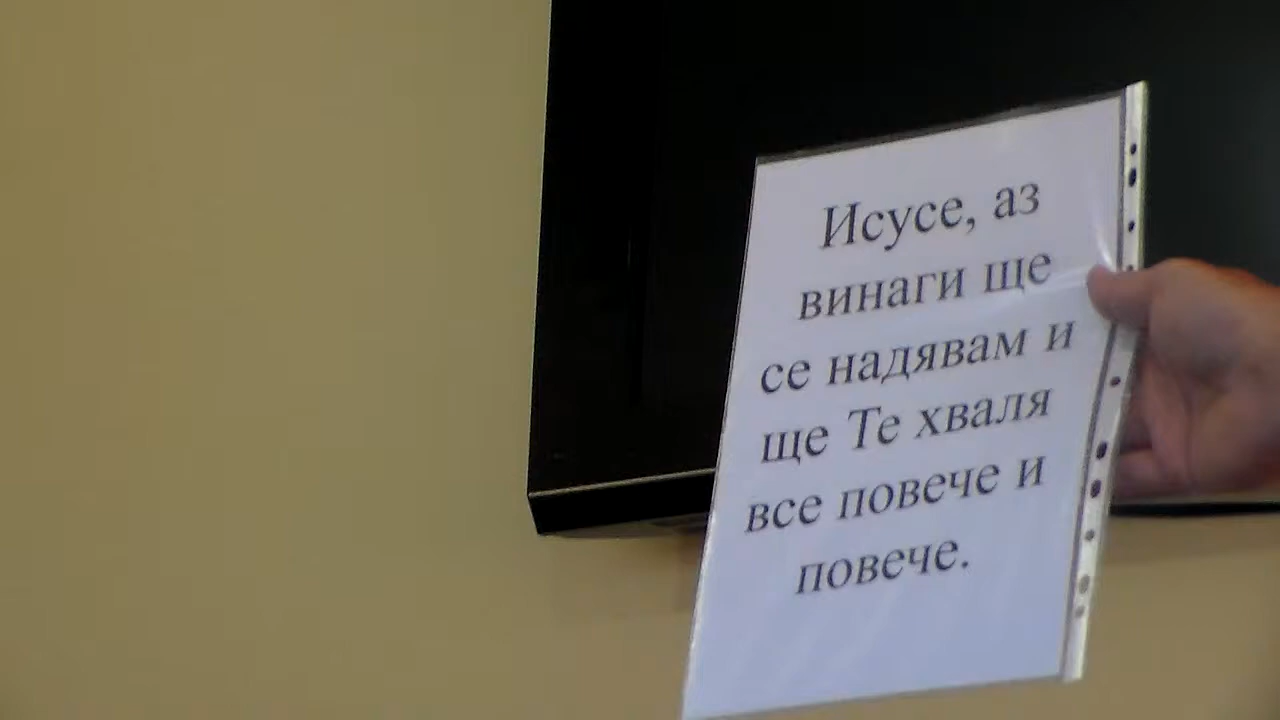 Исусе, аз
винаги ще
се надявам и
ще Те хваля
все повече и
повече.